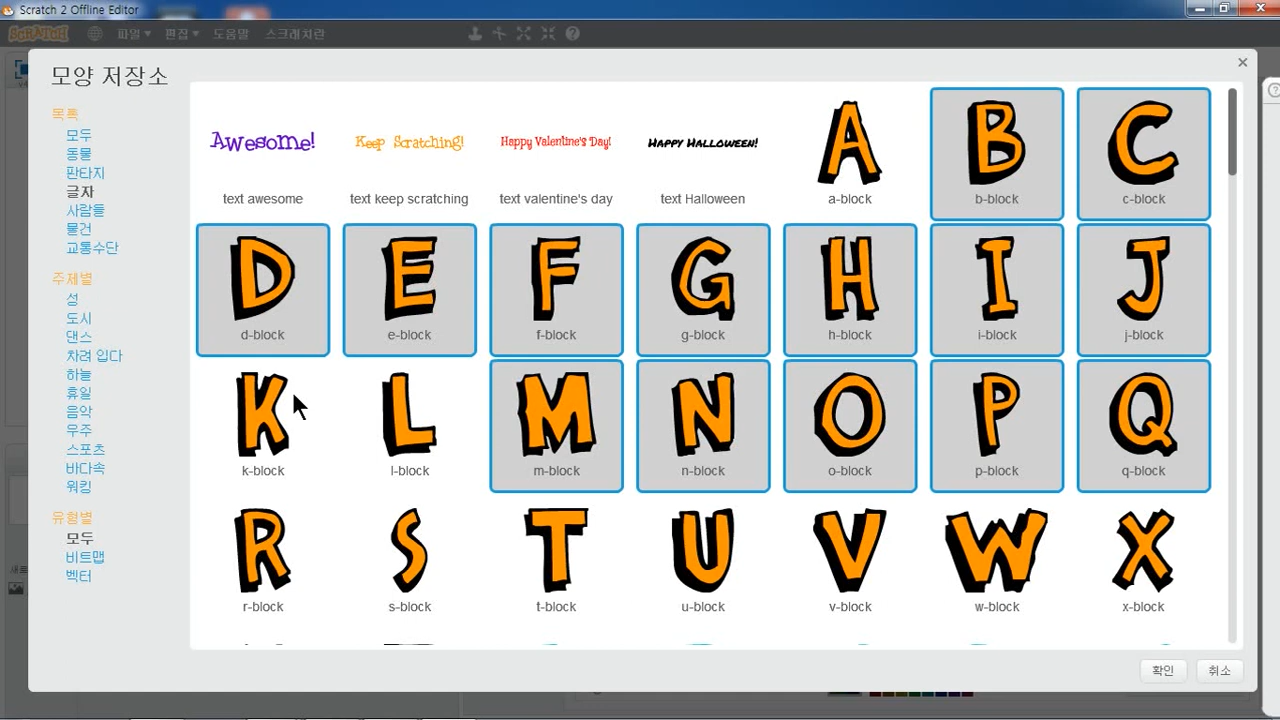 Scratch 2 Offline Editor
SCRATCH 파일 편집 도움말 스크래치란
모양 저장소
목록
모두
동물
판타지
글자
사람들
물건
교통수단
주제별
성
도시
댄스
차려 입다
하늘
휴일
음악
우주
스포츠
바다속
워킹
유형별
모두
비트맵
벡터
Awesome! Keep Scratching! Happy Valentine's Day! HAPPY HALLOWEEN! A B C
text awesome text keep scratching text valentine's day text Halloween a-block b-block c-block
D E F G H I J
d-block e-block f-block g-block h-block i-block j-block
K L M N O P Q
k-block l-block m-block n-block o-block p-block q-block
R S T U V W X
r-block s-block t-block u-block v-block w-block x-block
확인 취소